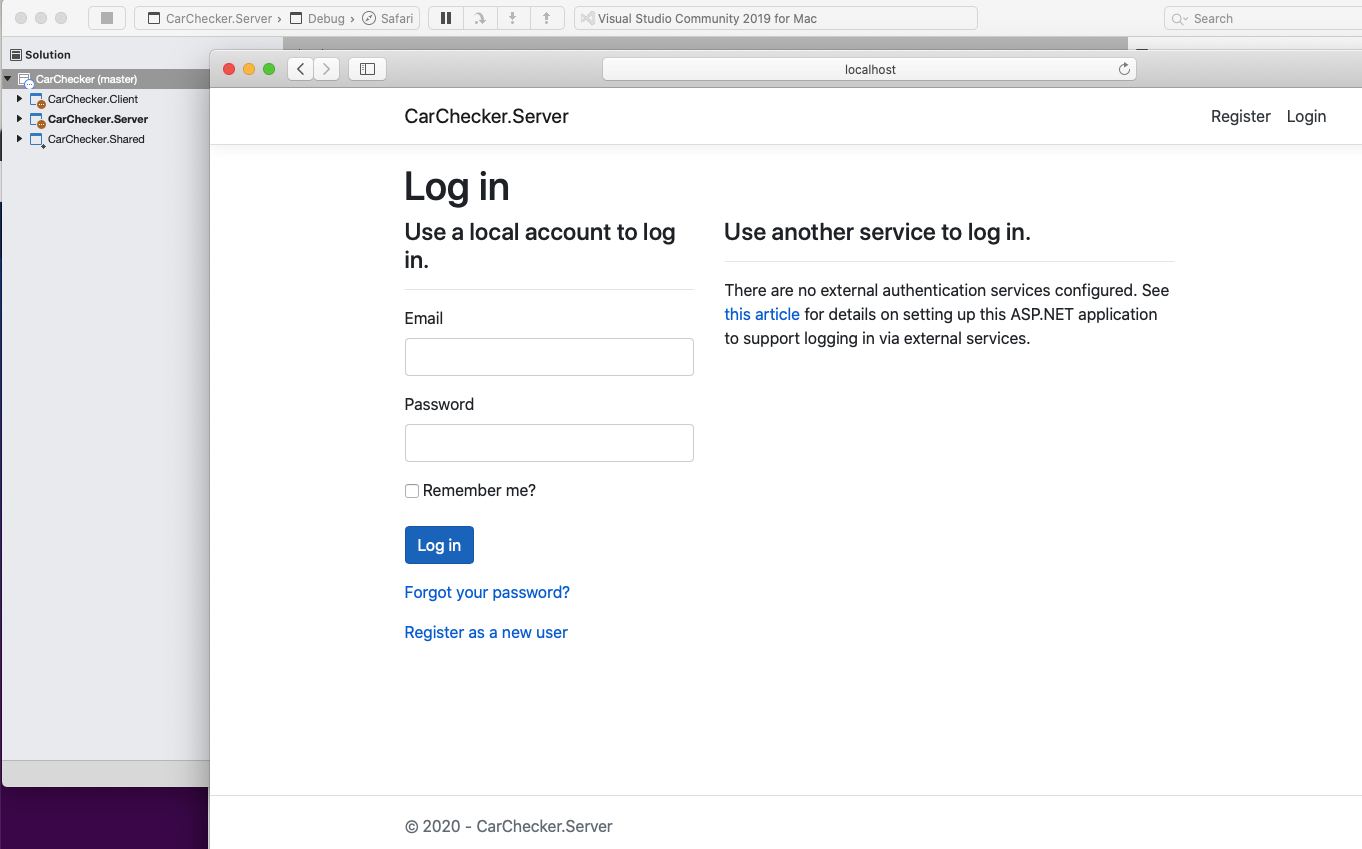 CarChecker.Server › Debug › Safari
Visual Studio Community 2019 for Mac
Search
Solution
CarChecker (master)
CarChecker.Client
CarChecker.Server
CarChecker.Shared
localhost
CarChecker.Server
Register Login
Log in
Use a local account to log
in.
Email
Password
Remember me?
Log in
Forgot your password?
Register as a new user
Use another service to log in.
There are no external authentication services configured. See
this article for details on setting up this ASP.NET application
to support logging in via external services.
© 2020 - CarChecker.Server